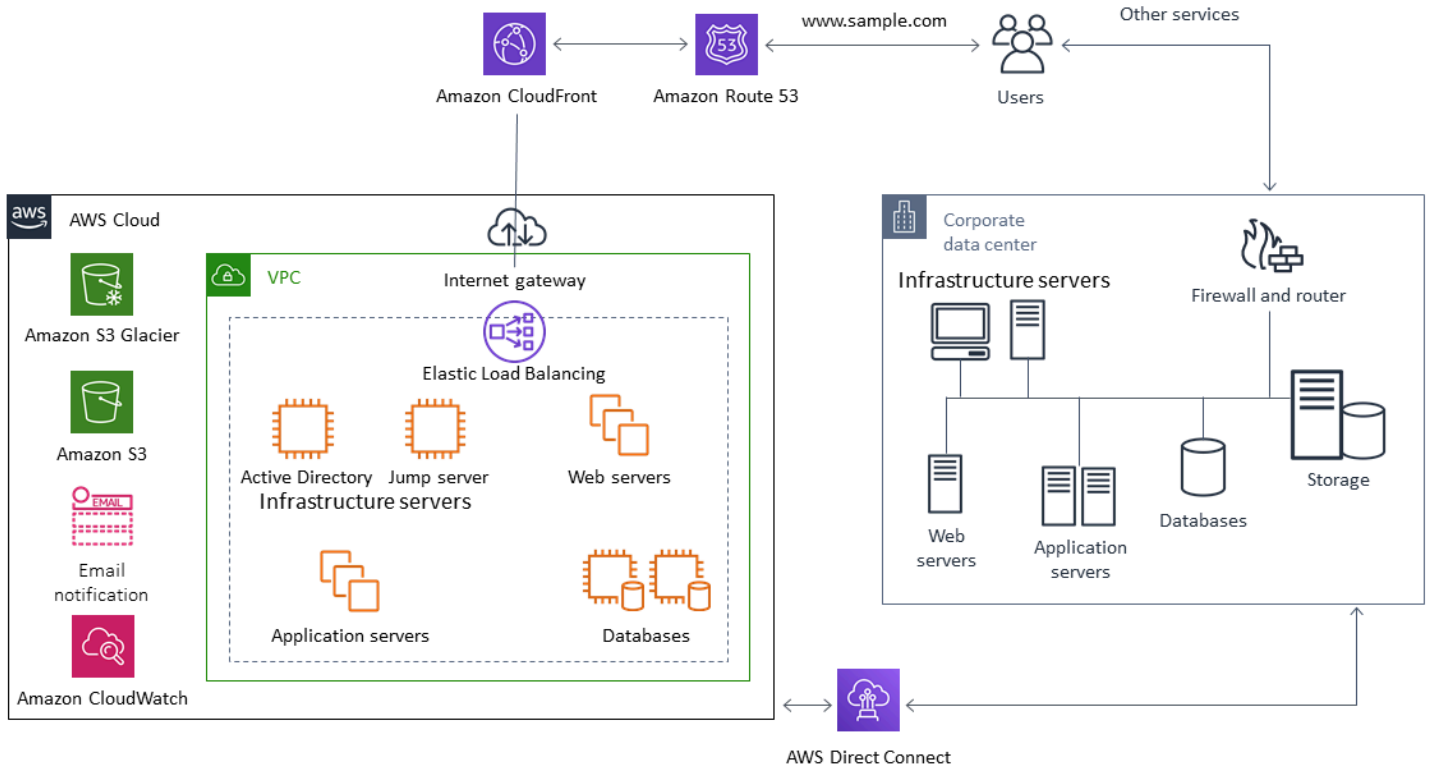 www.sample.com
Other services
53
Amazon CloudFront
Amazon Route 53
Users
aws
AWS Cloud
Corporate
data center
VPC
Internet gateway
Infrastructure servers
Firewall and router
Amazon S3 Glacier
Elastic Load Balancing
Amazon S3
Active Directory
Jump server
Web servers
Infrastructure servers
Storage
EMAIL
Email
notification
Web
servers
Application
servers
Databases
Application servers
Databases
Amazon CloudWatch
AWS Direct Connect